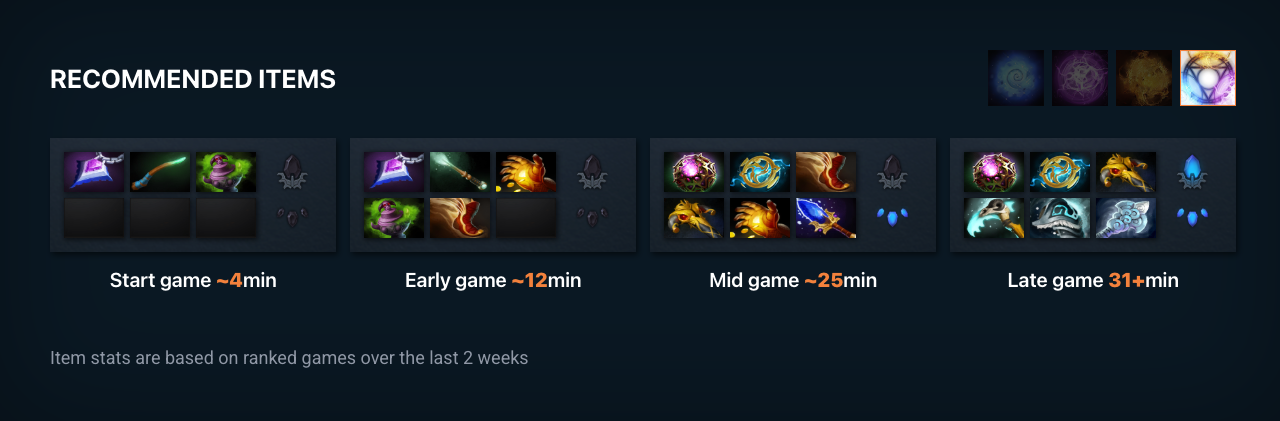 RECOMMENDED ITEMS
Start game ~4min
Early game ~12min
Mid game ~25min
Late game 31+min
Item stats are based on ranked games over the last 2 weeks